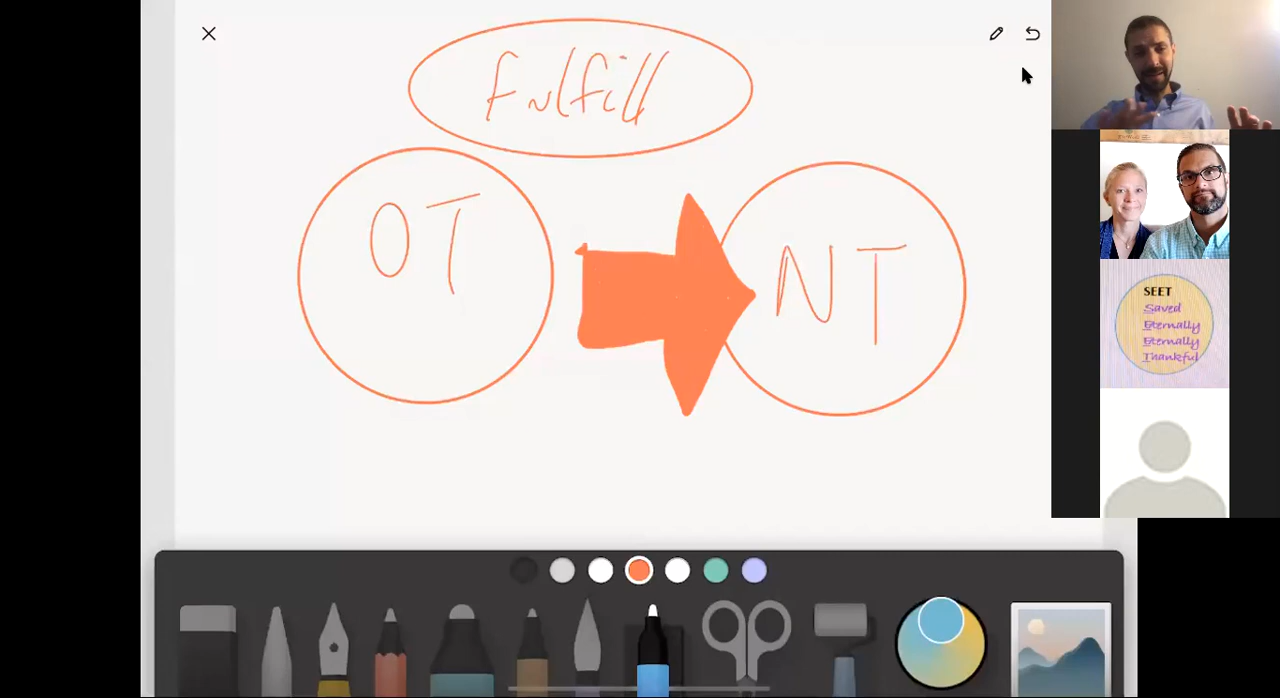 Fulfill
OT
NT
SEET
Saved
Eternally
Eternally
Thankful